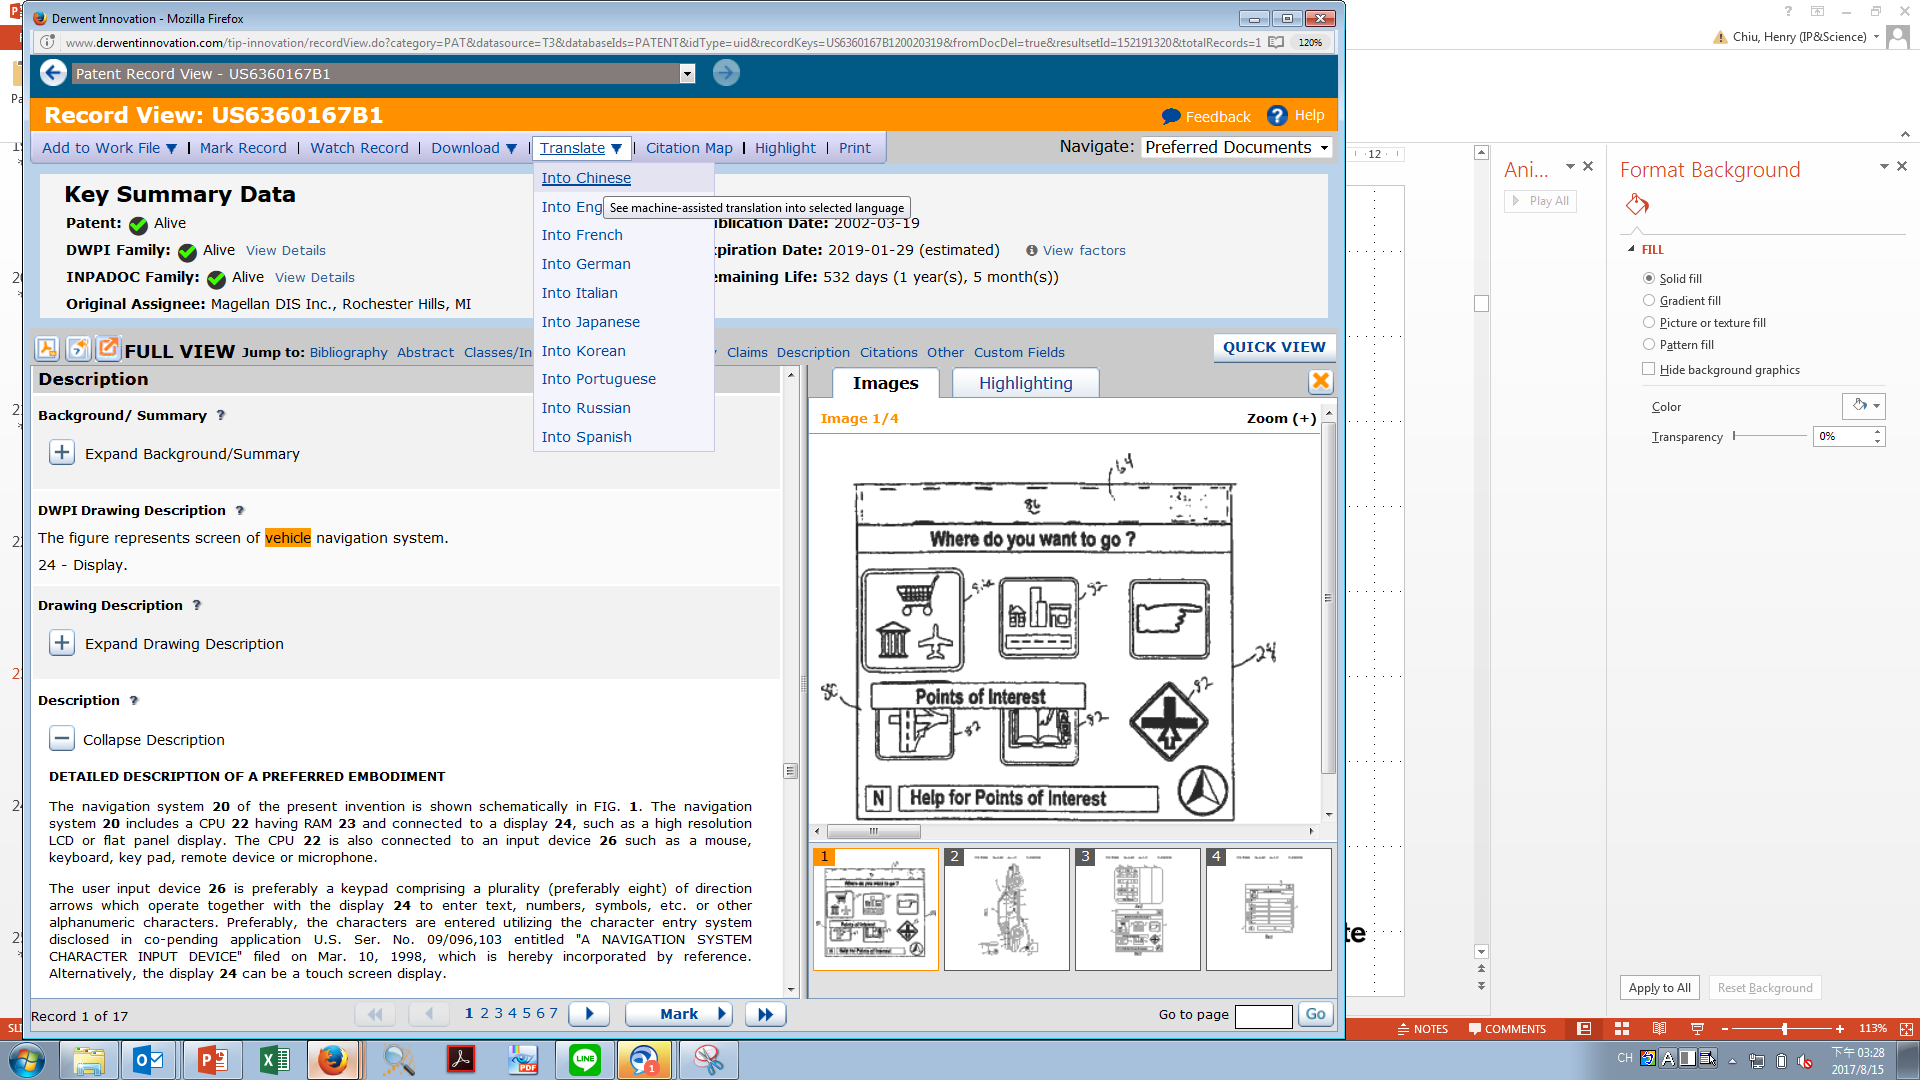 Derwent Innovation - Mozilla Firefox
www.derwentinnovation.com/tip-innovation/recordView.do?category=PAT&datasource=T3&databaseIds=PATENT&idType=uid&recordKeys=US6360167B120020319&fromDocDel=true&resultsetId=152191320&totalRecords=1
120%
Patent Record View - US6360167B1
Record View: US6360167B1
Feedback
Help
Add to Work File ▼ | Mark Record | Watch Record | Download ▼ | Translate ▼ | Citation Map | Highlight | Print
Navigate: Preferred Documents
Into Chinese
Into Eng
See machine-assisted translation into selected language
Into French
Into German
Into Italian
Into Japanese
Into Korean
Into Portuguese
Into Russian
Into Spanish
Key Summary Data
Patent: Alive
DWPI Family: Alive View Details
INPADOC Family: Alive View Details
Original Assignee: Magellan DIS Inc., Rochester Hills, MI
ublication Date: 2002-03-19
xpiration Date: 2019-01-29 (estimated) View factors
emaining Life: 532 days (1 year(s), 5 month(s))
FULL VIEW Jump to: Bibliography Abstract Classes/In Claims Description Citations Other Custom Fields
QUICK VIEW
Description
Background/ Summary ?
Expand Background/Summary
DWPI Drawing Description ?
The figure represents screen of vehicle navigation system.
24 - Display.
Drawing Description ?
Expand Drawing Description
Description ?
Collapse Description
DETAILED DESCRIPTION OF A PREFERRED EMBODIMENT
The navigation system 20 of the present invention is shown schematically in FIG. 1. The navigation
system 20 includes a CPU 22 having RAM 23 and connected to a display 24, such as a high resolution
LCD or flat panel display. The CPU 22 is also connected to an input device 26 such as a mouse,
keyboard, key pad, remote device or microphone.
The user input device 26 is preferably a keypad comprising a plurality (preferably eight) of direction
arrows which operate together with the display 24 to enter text, numbers, symbols, etc. or other
alphanumeric characters. Preferably, the characters are entered utilizing the character entry system
disclosed in co-pending application U.S. Ser. No. 09/096,103 entitled "A NAVIGATION SYSTEM
CHARACTER INPUT DEVICE" filed on Mar. 10, 1998, which is hereby incorporated by reference.
Alternatively, the display 24 can be a touch screen display.
Images
Highlighting
Image 1/4
Zoom (+)
64
86
Where do you want to go ?
82
24
80
Points of Interest
82
82
82
N
Help for Points of Interest
1
2
3
4
Record 1 of 17
1 2 3 4 5 6 7
Mark
Go to page
Go
Chiu, Henry (IP&Science)
12
Ani...
Play All
Format Background
FILL
Solid fill
Gradient fill
Picture or texture fill
Pattern fill
Hide background graphics
Color
Transparency
0%
Apply to All
Reset Background
te
NOTES
COMMENTS
113%
CH
下午 03:28
2017/8/15